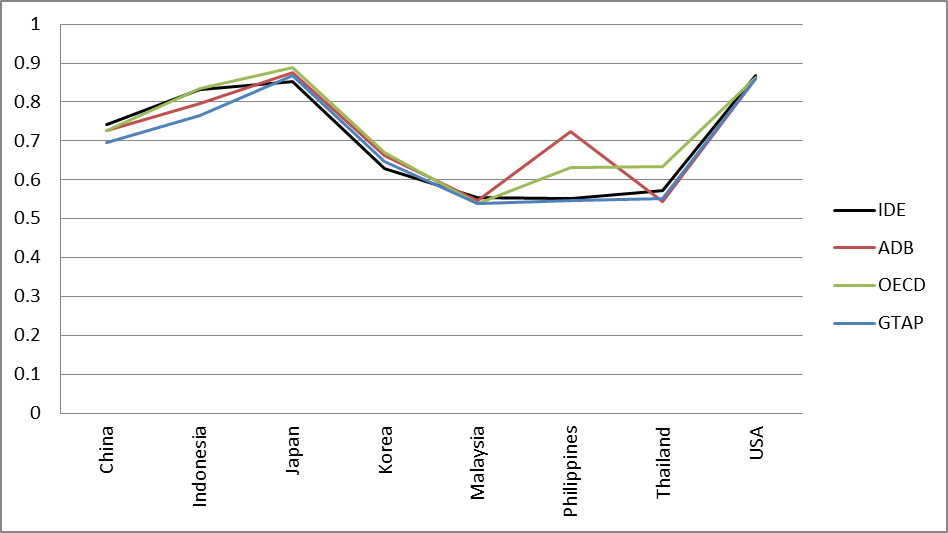 1
0.9
0.8
0.7
0.6
0.5
0.4
0.3
0.2
0.1
0
China
Indonesia
Japan
Korea
Malaysia
Philippines
Thailand
USA
IDE
ADB
OECD
GTAP